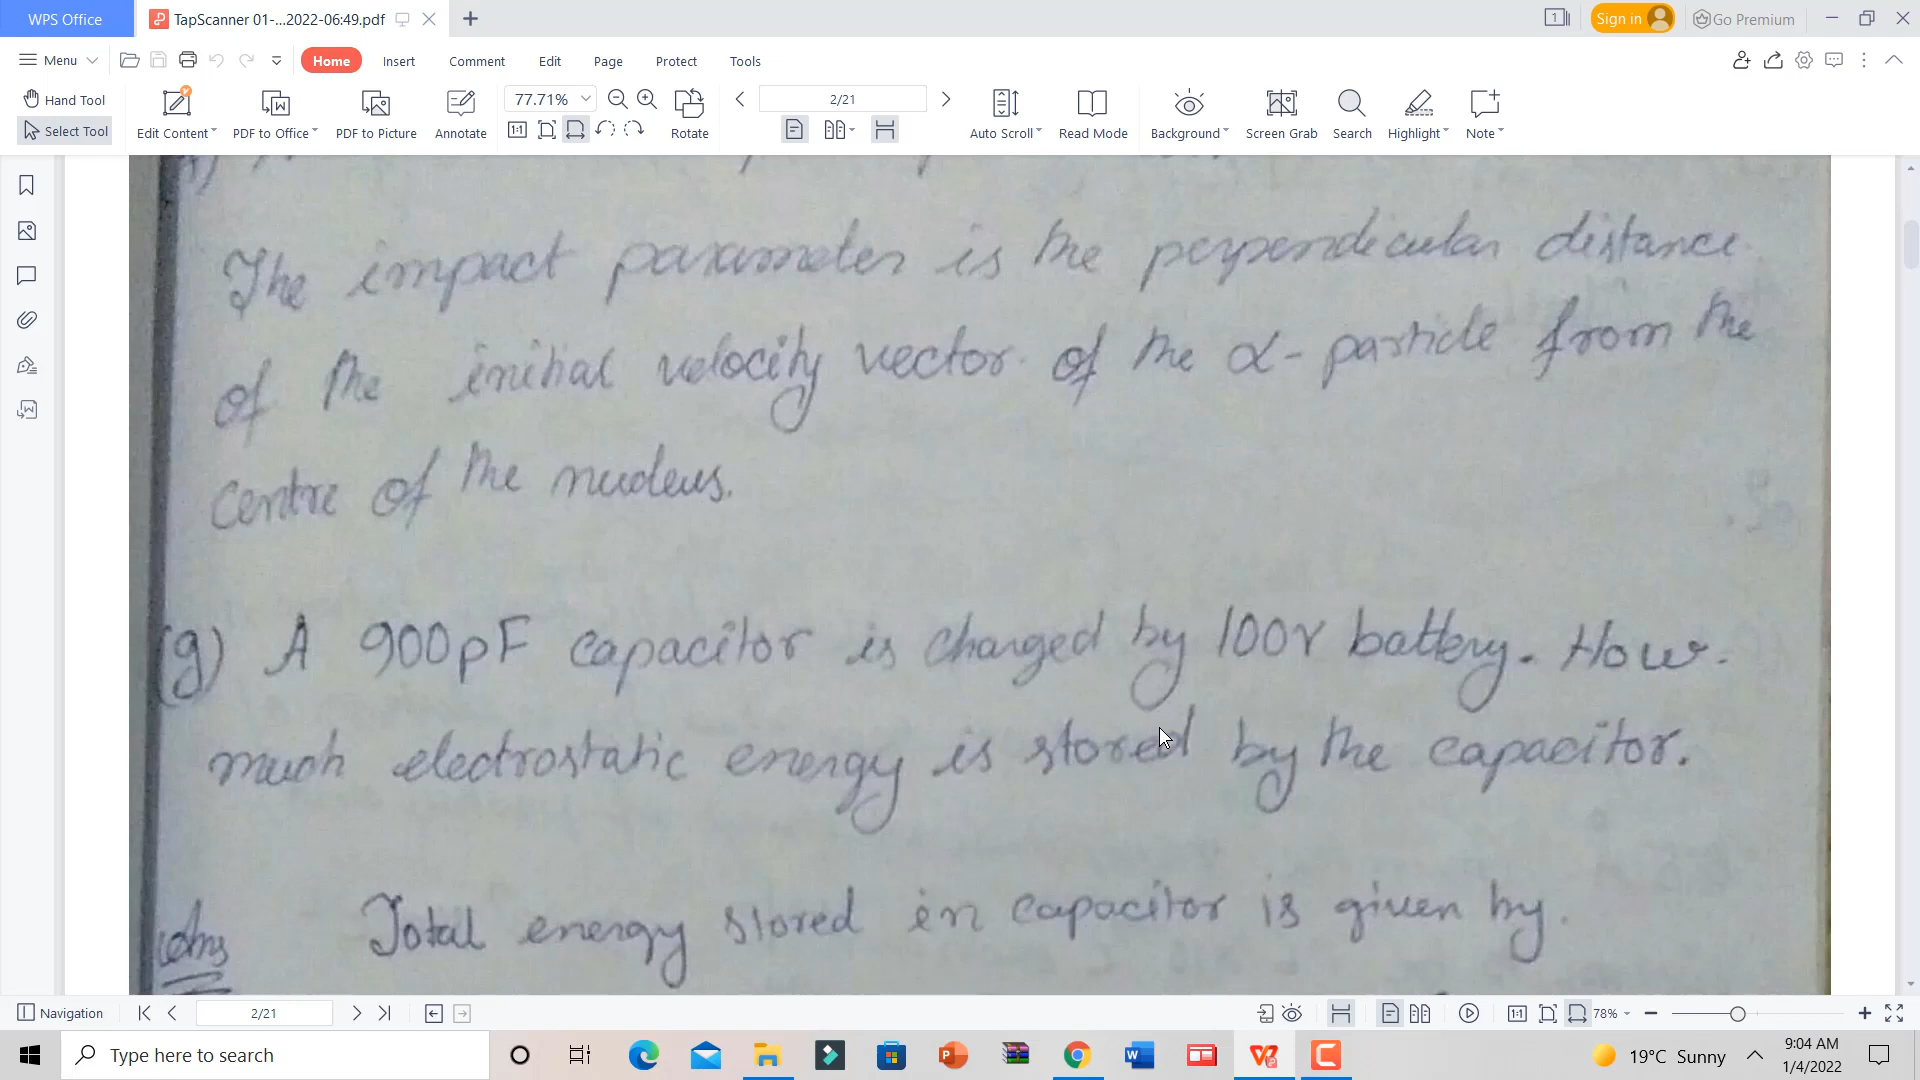 WPS Office
TapScanner 01-...2022-06:49.pdf
1
Sign in
Go Premium
Menu
Home
Insert
Comment
Edit
Page
Protect
Tools
Hand Tool
Select Tool
Edit Content
PDF to Office
PDF to Picture
Annotate
77.71%
1:1
Rotate
2/21
Auto Scroll
Read Mode
Background
Screen Grab
Search
Highlight
Note
The impact parameter is the perpendicular distance
of the initial velocity vector of the α-particle from the
centre of the nucleus.
(g) A 900pF capacitor is charged by 100V battery. How
much electrostatic energy is stored by the capacitor.
Ans Total energy stored in capacitor is given by.
Navigation
2/21
1:1
78%
Type here to search
19°C Sunny
9:04 AM
1/4/2022